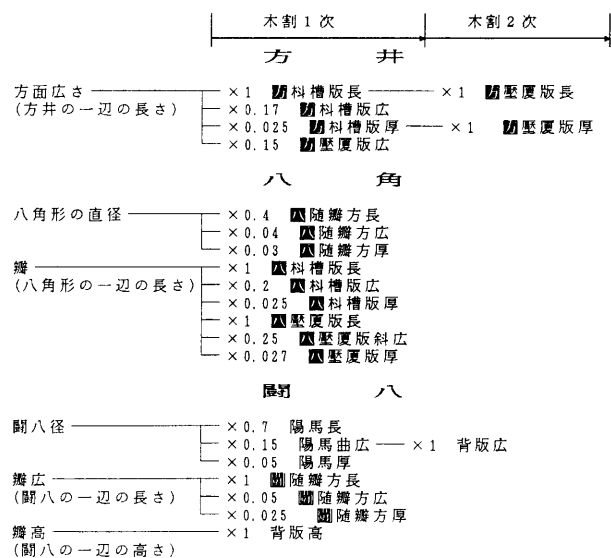 木割1次 木割2次
方 井
方面広さ ×1 方枓槽版長 ×1 方壓厦版長
(方井の一辺の長さ) ×0.17 方枓槽版広
×0.025 方枓槽版厚 ×1 方壓厦版厚
×0.15 方壓厦版広
八 角
八角形の直径 ×0.4 八随瓣方長
×0.04 八随瓣方広
×0.03 八随瓣方厚
瓣 ×1 八枓槽版長
(八角形の一辺の長さ) ×0.2 八枓槽版広
×0.025 八枓槽版厚
×1 八壓厦版長
×0.25 八壓厦版斜広
×0.027 八壓厦版厚
闘 八
闘八径 ×0.7 陽馬長
×0.15 陽馬曲広 ×1 背版広
×0.05 陽馬厚
瓣広 ×1 闘随瓣方長
(闘八の一辺の長さ) ×0.05 闘随瓣方広
×0.025 闘随瓣方厚
瓣高 ×1 背版高
(闘八の一辺の高さ)